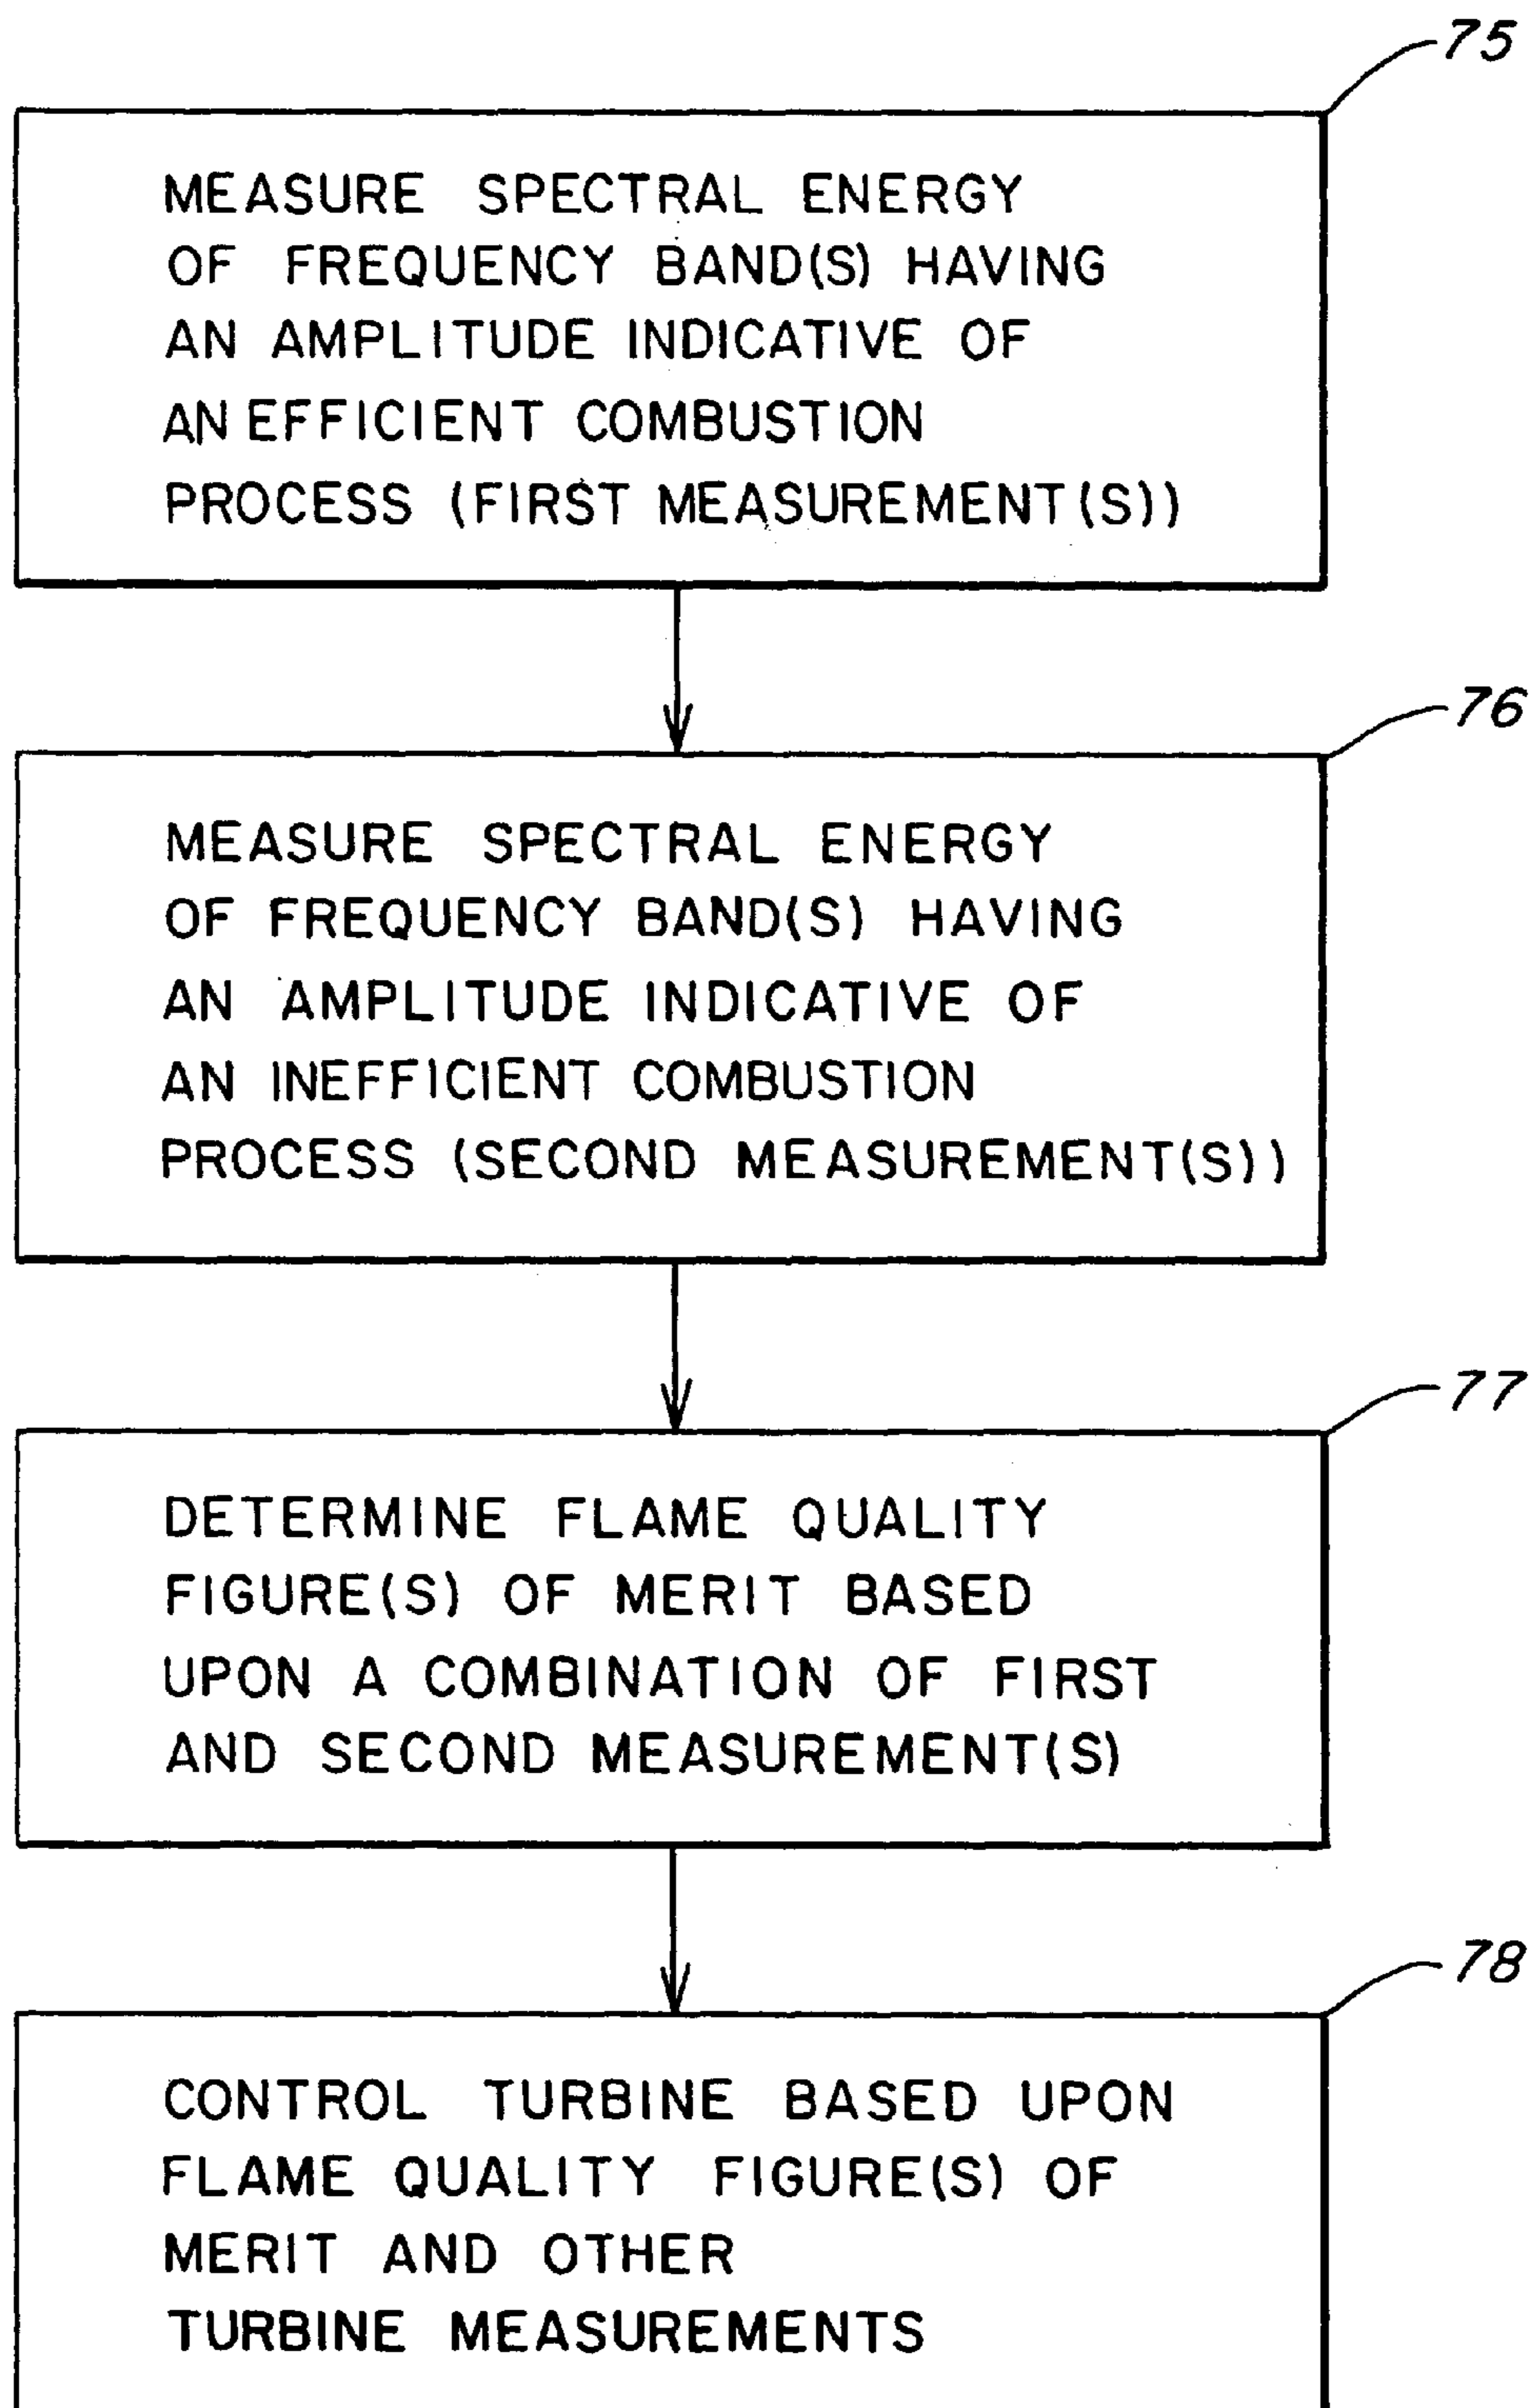 75
MEASURE SPECTRAL ENERGY
OF FREQUENCY BAND(S) HAVING
AN AMPLITUDE INDICATIVE OF
AN EFFICIENT COMBUSTION
PROCESS (FIRST MEASUREMENT(S))
76
MEASURE SPECTRAL ENERGY
OF FREQUENCY BAND(S) HAVING
AN AMPLITUDE INDICATIVE OF
AN INEFFICIENT COMBUSTION
PROCESS (SECOND MEASUREMENT(S))
77
DETERMINE FLAME QUALITY
FIGURE(S) OF MERIT BASED
UPON A COMBINATION OF FIRST
AND SECOND MEASUREMENT(S)
78
CONTROL TURBINE BASED UPON
FLAME QUALITY FIGURE(S) OF
MERIT AND OTHER
TURBINE MEASUREMENTS